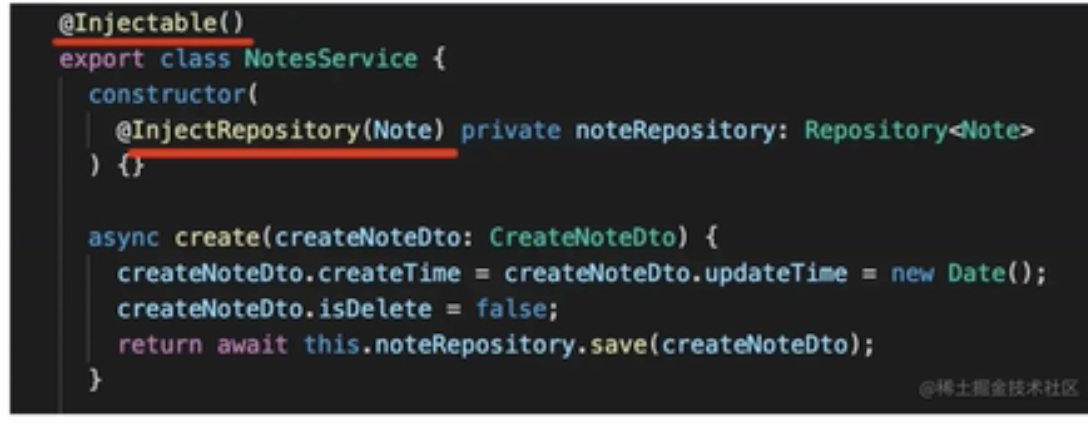 @Injectable()
export class NotesService {
constructor(
@InjectRepository(Note) private noteRepository: Repository<Note>
) {}
async create(createNoteDto: CreateNoteDto) {
createNoteDto.createTime = createNoteDto.updateTime = new Date();
createNoteDto.isDelete = false;
return await this.noteRepository.save(createNoteDto);
}
@稀土掘金技术社区